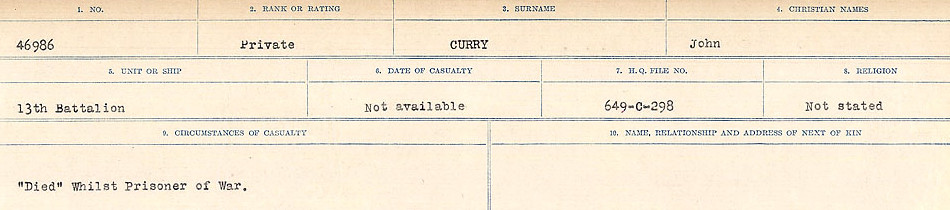 1. NO. 2. RANK OR RATING 3. SURNAME 4. CHRISTIAN NAMES
46986 Private CURRY John
5. UNIT OR SHIP 6. DATE OF CASUALTY 7. H.Q. FILE NO. 8. RELIGION
13th Battalion Not available 649-C-298 Not stated
9. CIRCUMSTANCES OF CASUALTY 10. NAME, RELATIONSHIP AND ADDRESS OF NEXT OF KIN
"Died" Whilst Prisoner of War.